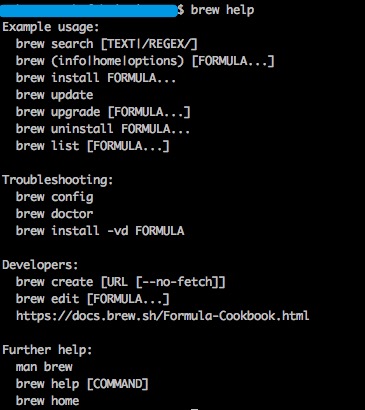 $ brew help
Example usage:
  brew search [TEXT|/REGEX/]
  brew (info|home|options) [FORMULA...]
  brew install FORMULA...
  brew update
  brew upgrade [FORMULA...]
  brew uninstall FORMULA...
  brew list [FORMULA...]

Troubleshooting:
  brew config
  brew doctor
  brew install -vd FORMULA

Developers:
  brew create [URL [--no-fetch]]
  brew edit [FORMULA...]
  https://docs.brew.sh/Formula-Cookbook.html

Further help:
  man brew
  brew help [COMMAND]
  brew home